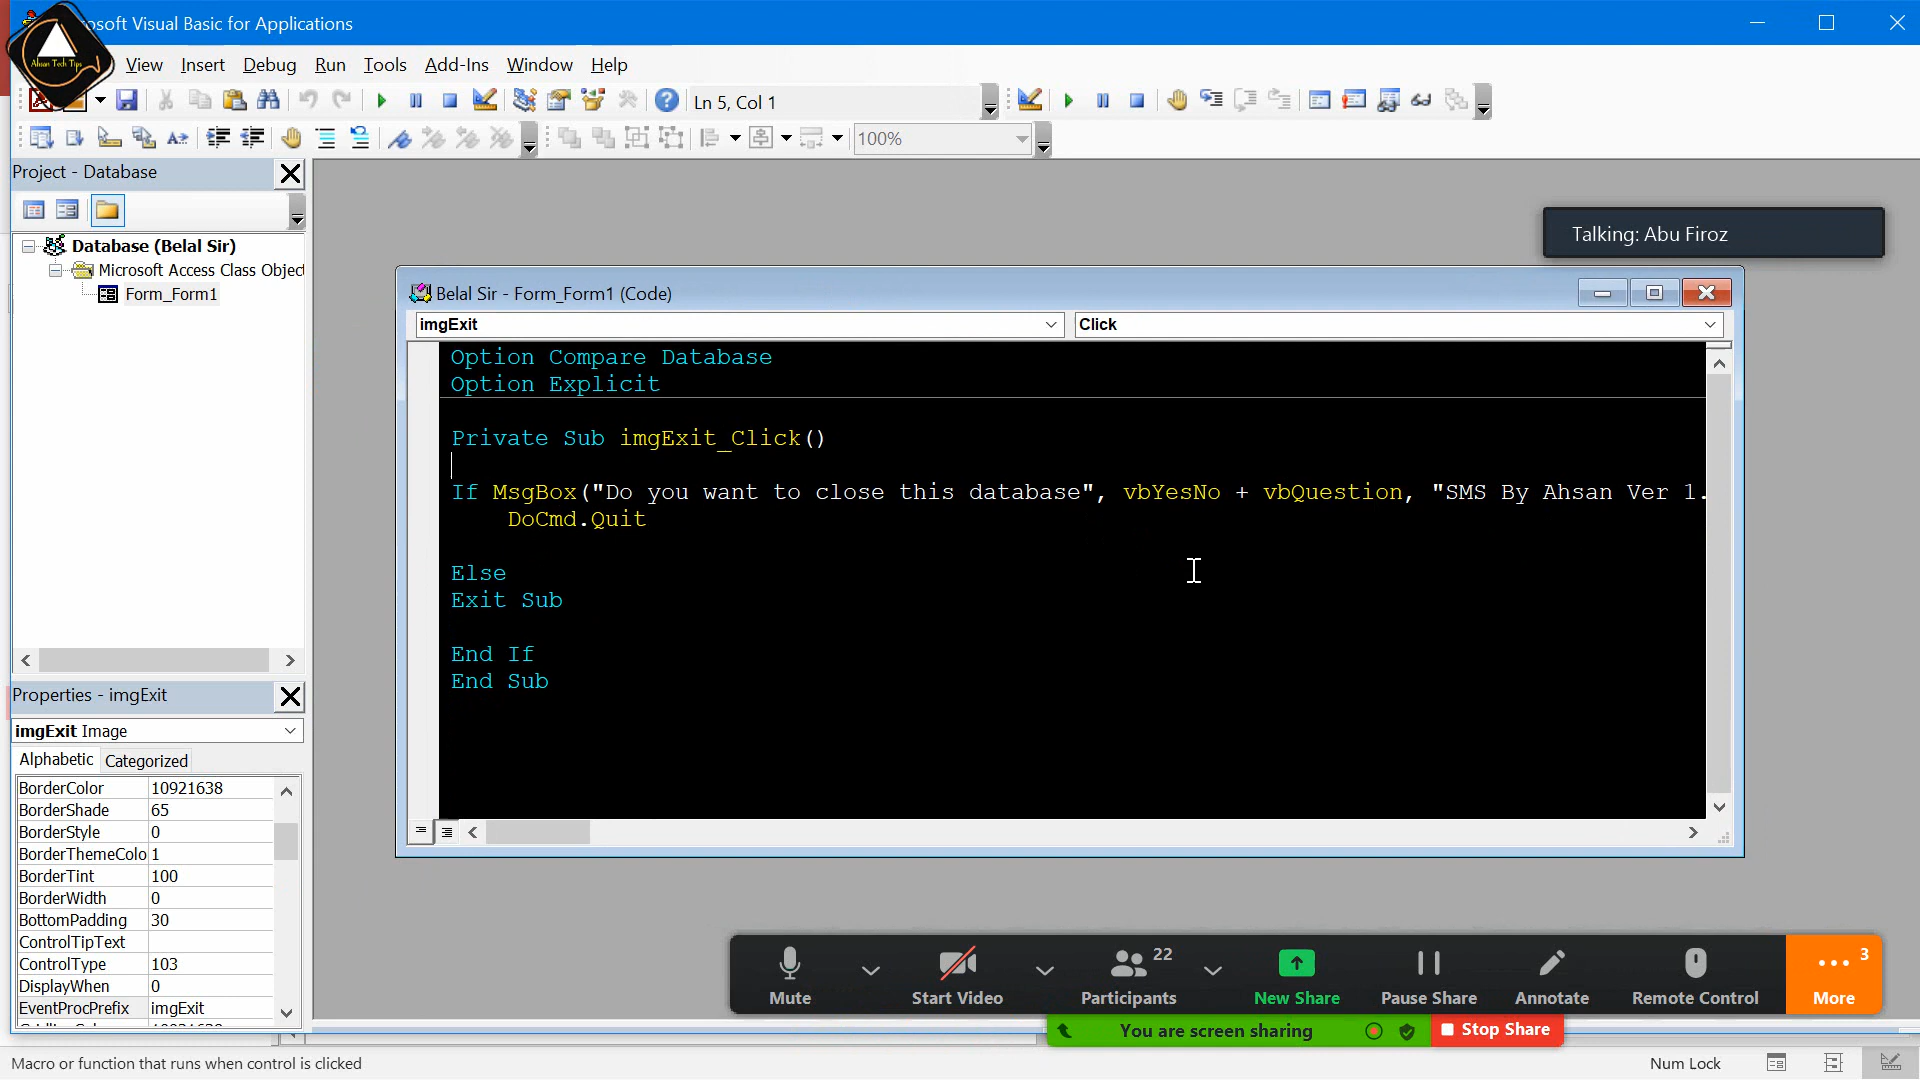 osoft Visual Basic for Applications
Ahsan Tech Tips
View Insert Debug Run Tools Add-Ins Window Help
Ln 5, Col 1
100%
Project - Database
Database (Belal Sir)
Microsoft Access Class Object
Form_Form1
Talking: Abu Firoz
Belal Sir - Form_Form1 (Code)
imgExit
Click
Option Compare Database
Option Explicit
Private Sub imgExit_Click()
If MsgBox("Do you want to close this database", vbYesNo + vbQuestion, "SMS By Ahsan Ver 1.
DoCmd.Quit
Else
Exit Sub
End If
End Sub
Properties - imgExit
imgExit Image
Alphabetic Categorized
BorderColor 10921638
BorderShade 65
BorderStyle 0
BorderThemeColo 1
BorderTint 100
BorderWidth 0
BottomPadding 30
ControlTipText
ControlType 103
DisplayWhen 0
EventProcPrefix imgExit
22
3
Mute Start Video Participants New Share Pause Share Annotate Remote Control More
You are screen sharing Stop Share
Macro or function that runs when control is clicked
Num Lock